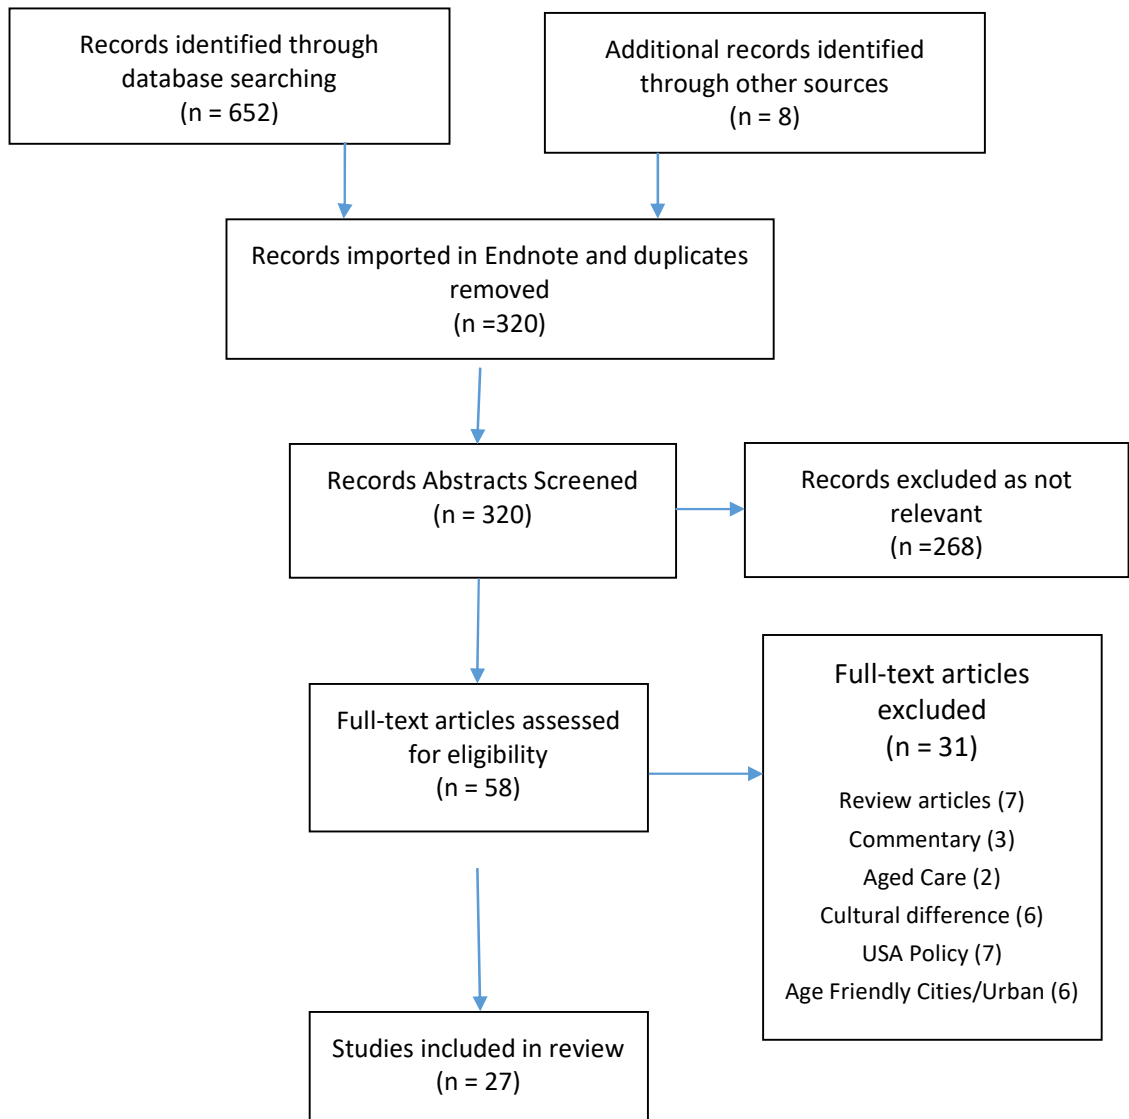 Records identified through
database searching
(n = 652)
Additional records identified
through other sources
(n = 8)
Records imported in Endnote and duplicates
removed
(n =320)
Records Abstracts Screened
(n = 320)
Records excluded as not
relevant
(n =268)
Full-text articles assessed
for eligibility
(n = 58)
Full-text articles
excluded
(n = 31)
Review articles (7)
Commentary (3)
Aged Care (2)
Cultural difference (6)
USA Policy (7)
Age Friendly Cities/Urban (6)
Studies included in review
(n = 27)